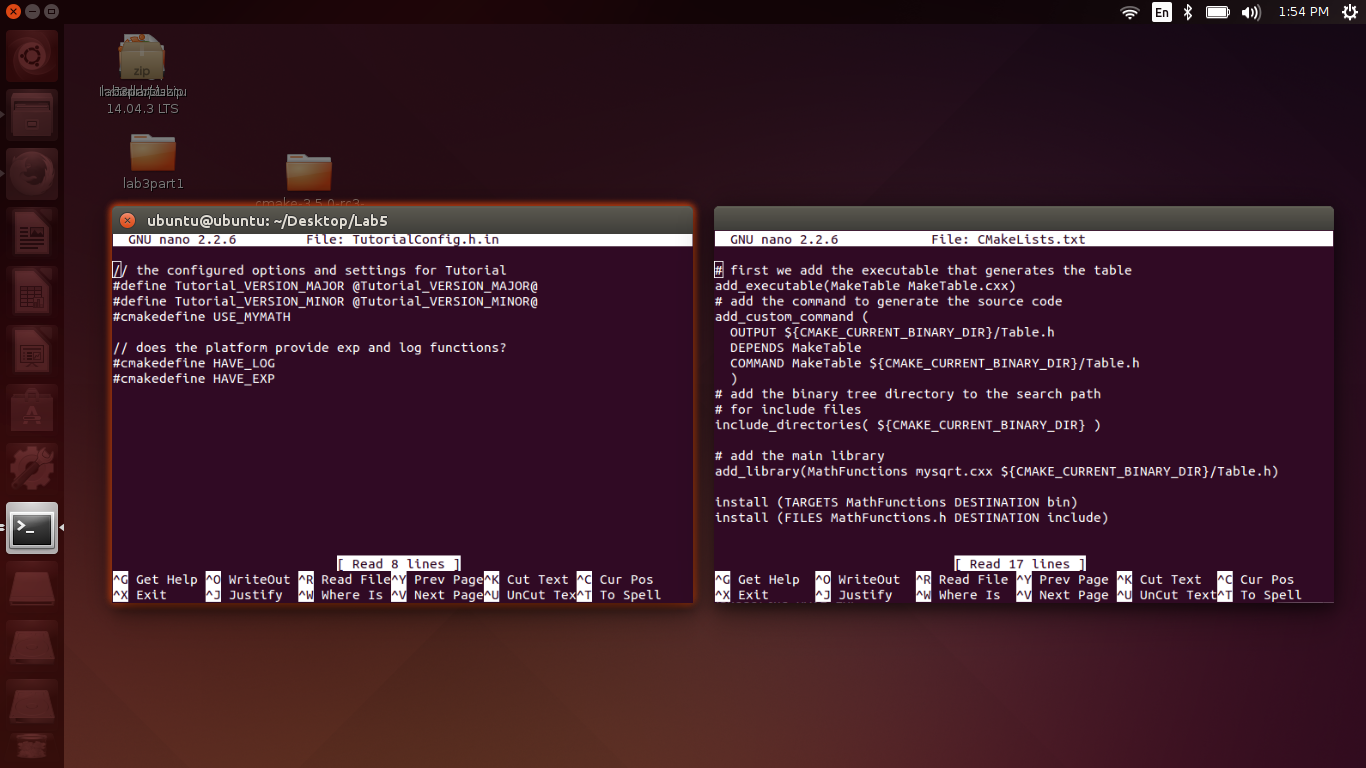 En
1:54 PM
zip
14.04.3 LTS
lab3part1
cmake-3.5.0-rc3-
ubuntu@ubuntu: ~/Desktop/Lab5
GNU nano 2.2.6 File: TutorialConfig.h.in
// the configured options and settings for Tutorial
#define Tutorial_VERSION_MAJOR @Tutorial_VERSION_MAJOR@
#define Tutorial_VERSION_MINOR @Tutorial_VERSION_MINOR@
#cmakedefine USE_MYMATH
// does the platform provide exp and log functions?
#cmakedefine HAVE_LOG
#cmakedefine HAVE_EXP
[ Read 8 lines ]
^G Get Help ^O WriteOut ^R Read File^Y Prev Page^K Cut Text ^C Cur Pos
^X Exit ^J Justify ^W Where Is ^V Next Page^U UnCut Tex^T To Spell
GNU nano 2.2.6 File: CMakeLists.txt
# first we add the executable that generates the table
add_executable(MakeTable MakeTable.cxx)
# add the command to generate the source code
add_custom_command (
OUTPUT ${CMAKE_CURRENT_BINARY_DIR}/Table.h
DEPENDS MakeTable
COMMAND MakeTable ${CMAKE_CURRENT_BINARY_DIR}/Table.h
)
# add the binary tree directory to the search path
# for include files
include_directories( ${CMAKE_CURRENT_BINARY_DIR} )
# add the main library
add_library(MathFunctions mysqrt.cxx ${CMAKE_CURRENT_BINARY_DIR}/Table.h)
install (TARGETS MathFunctions DESTINATION bin)
install (FILES MathFunctions.h DESTINATION include)
[ Read 17 lines ]
^G Get Help ^O WriteOut ^R Read File ^Y Prev Page ^K Cut Text ^C Cur Pos
^X Exit ^J Justify ^W Where Is ^V Next Page ^U UnCut Text^T To Spell